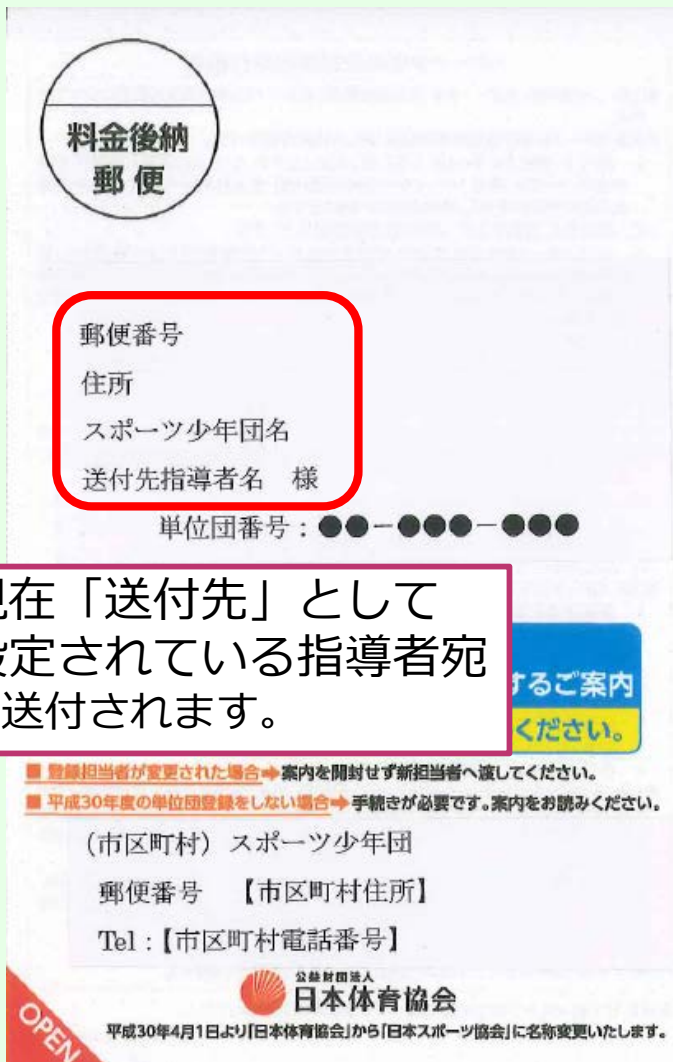 料金後納
郵便
郵便番号
住所
スポーツ少年団名
送付先指導者名 様
単位団番号：●●－●●●－●●●
在「送付先」として
定されている指導者宛
送付されます。
するご案内
ください。
■ 登録担当者が変更された場合➡案内を開封せず新担当者へ渡してください。
■ 平成30年度の単位団登録をしない場合➡手続きが必要です。案内をお読みください。
（市区町村）スポーツ少年団
郵便番号 【市区町村住所】
Tel：【市区町村電話番号】
公益財団法人
日本体育協会
平成30年4月1日より「日本体育協会」から「日本スポーツ協会」に名称変更いたします。
OPEN